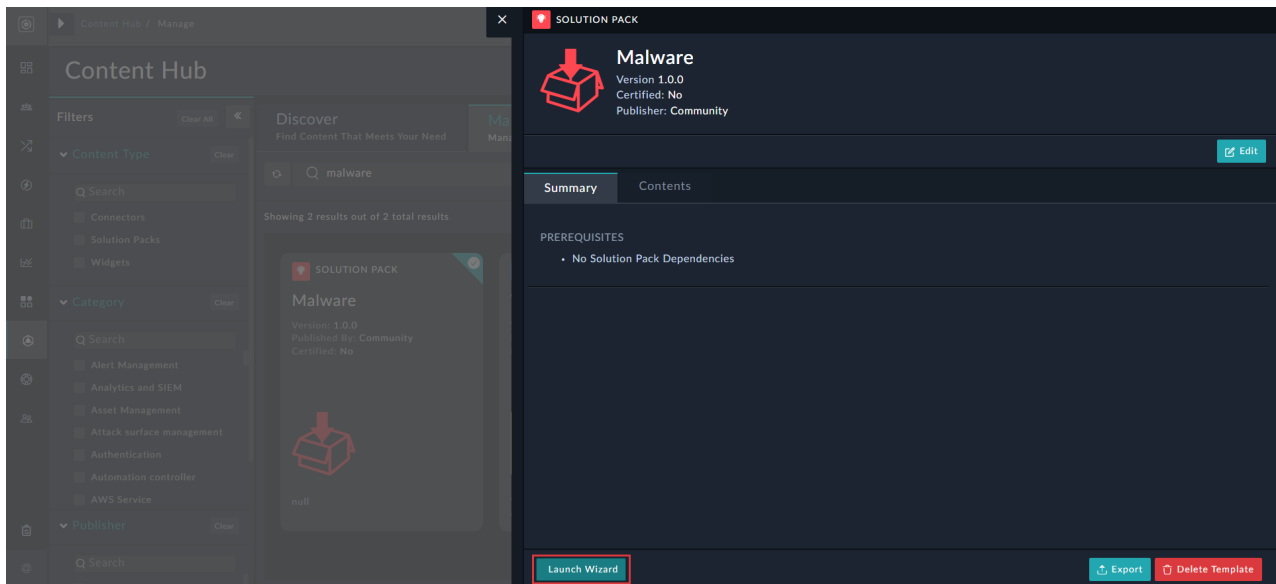 Content Hub / Manage
Content Hub
Filters
Clear All
Content Type
Clear
Search
Connectors
Solution Packs
Widgets
Category
Clear
Search
Alert Management
Analytics and SIEM
Asset Management
Attack surface management
Authentication
Automation controller
AWS Service
Publisher
Clear
Search
Discover
Find Content That Meets Your Need
Ma
Mana
malware
Showing 2 results out of 2 total results
SOLUTION PACK
Malware
Version: 1.0.0
Published By: Community
Certified: No
null
SOLUTION PACK
Malware
Version 1.0.0
Certified: No
Publisher: Community
Edit
Summary
Contents
PREREQUISITES
• No Solution Pack Dependencies
Launch Wizard
Export
Delete Template